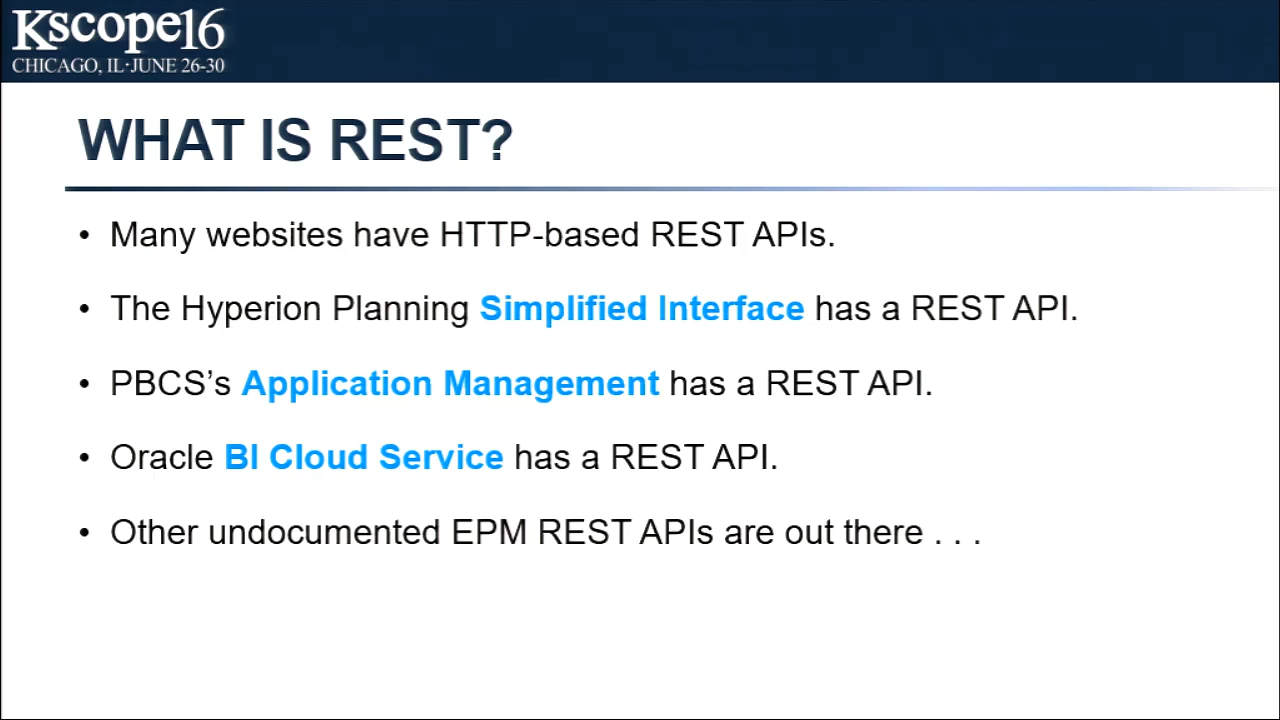 Kscope16
CHICAGO, IL·JUNE 26-30
WHAT IS REST?
• Many websites have HTTP-based REST APIs.
• The Hyperion Planning Simplified Interface has a REST API.
• PBCS’s Application Management has a REST API.
• Oracle BI Cloud Service has a REST API.
• Other undocumented EPM REST APIs are out there . . .